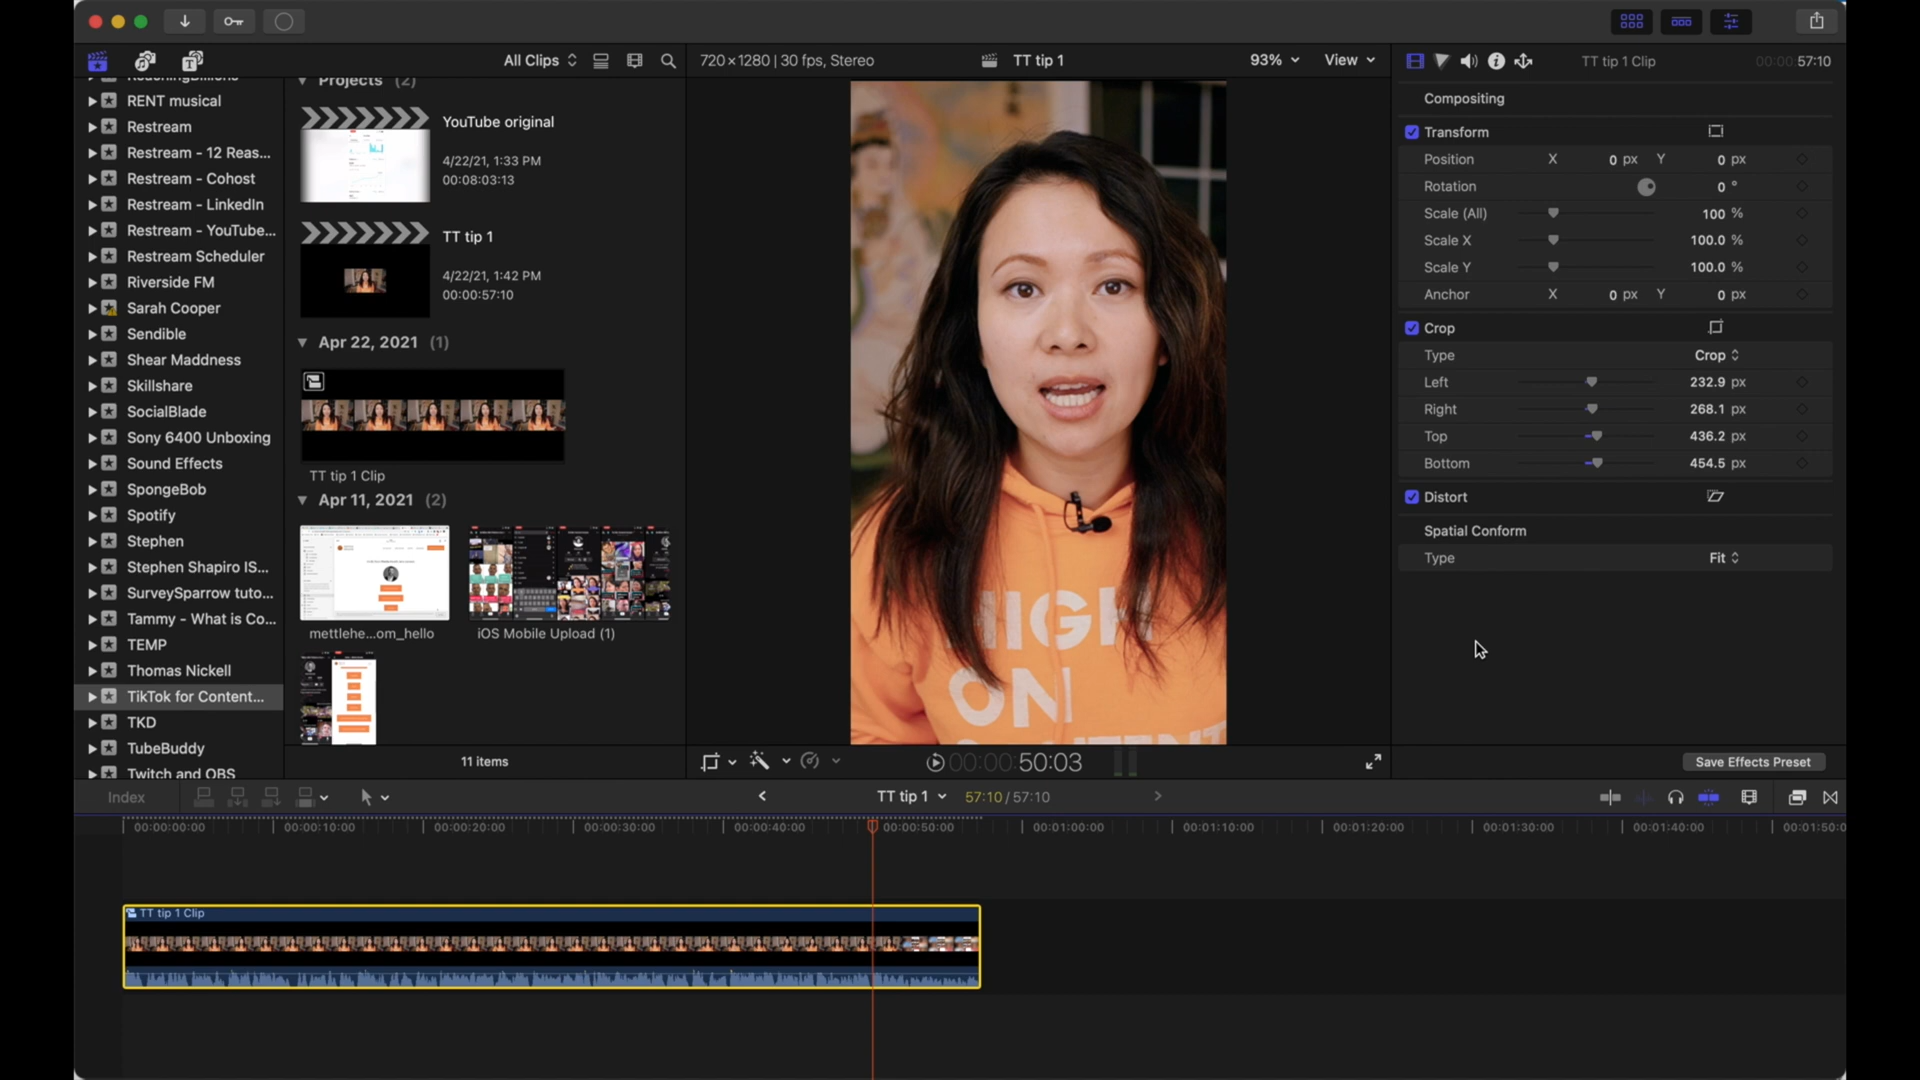 All Clips
720×1280 | 30 fps, Stereo
TT tip 1
93%
View
TT tip 1 Clip
00:00:57:10
RENT musical
Restream
Restream - 12 Reas...
Restream - Cohost
Restream - LinkedIn
Restream - YouTube...
Restream Scheduler
Riverside FM
Sarah Cooper
Sendible
Shear Maddness
Skillshare
SocialBlade
Sony 6400 Unboxing
Sound Effects
SpongeBob
Spotify
Stephen
Stephen Shapiro IS...
SurveySparrow tuto...
Tammy - What is Co...
TEMP
Thomas Nickell
TikTok for Content...
TKD
TubeBuddy
Twitch and OBS
Projects (2)
YouTube original
4/22/21, 1:33 PM
00:08:03:13
TT tip 1
4/22/21, 1:42 PM
00:00:57:10
Apr 22, 2021 (1)
TT tip 1 Clip
Apr 11, 2021 (2)
mettlehe...om_hello
iOS Mobile Upload (1)
11 items
HIGH
ON
CONTENT
00:00:50:03
Compositing
Transform
Position X 0 px Y 0 px
Rotation 0 °
Scale (All) 100 %
Scale X 100.0 %
Scale Y 100.0 %
Anchor X 0 px Y 0 px
Crop
Type Crop
Left 232.9 px
Right 268.1 px
Top 436.2 px
Bottom 454.5 px
Distort
Spatial Conform
Type Fit
Save Effects Preset
Index
TT tip 1
57:10 / 57:10
00:00:00:00 00:00:10:00 00:00:20:00 00:00:30:00 00:00:40:00 00:00:50:00 00:01:00:00 00:01:10:00 00:01:20:00 00:01:30:00 00:01:40:00 00:01:50:0
TT tip 1 Clip